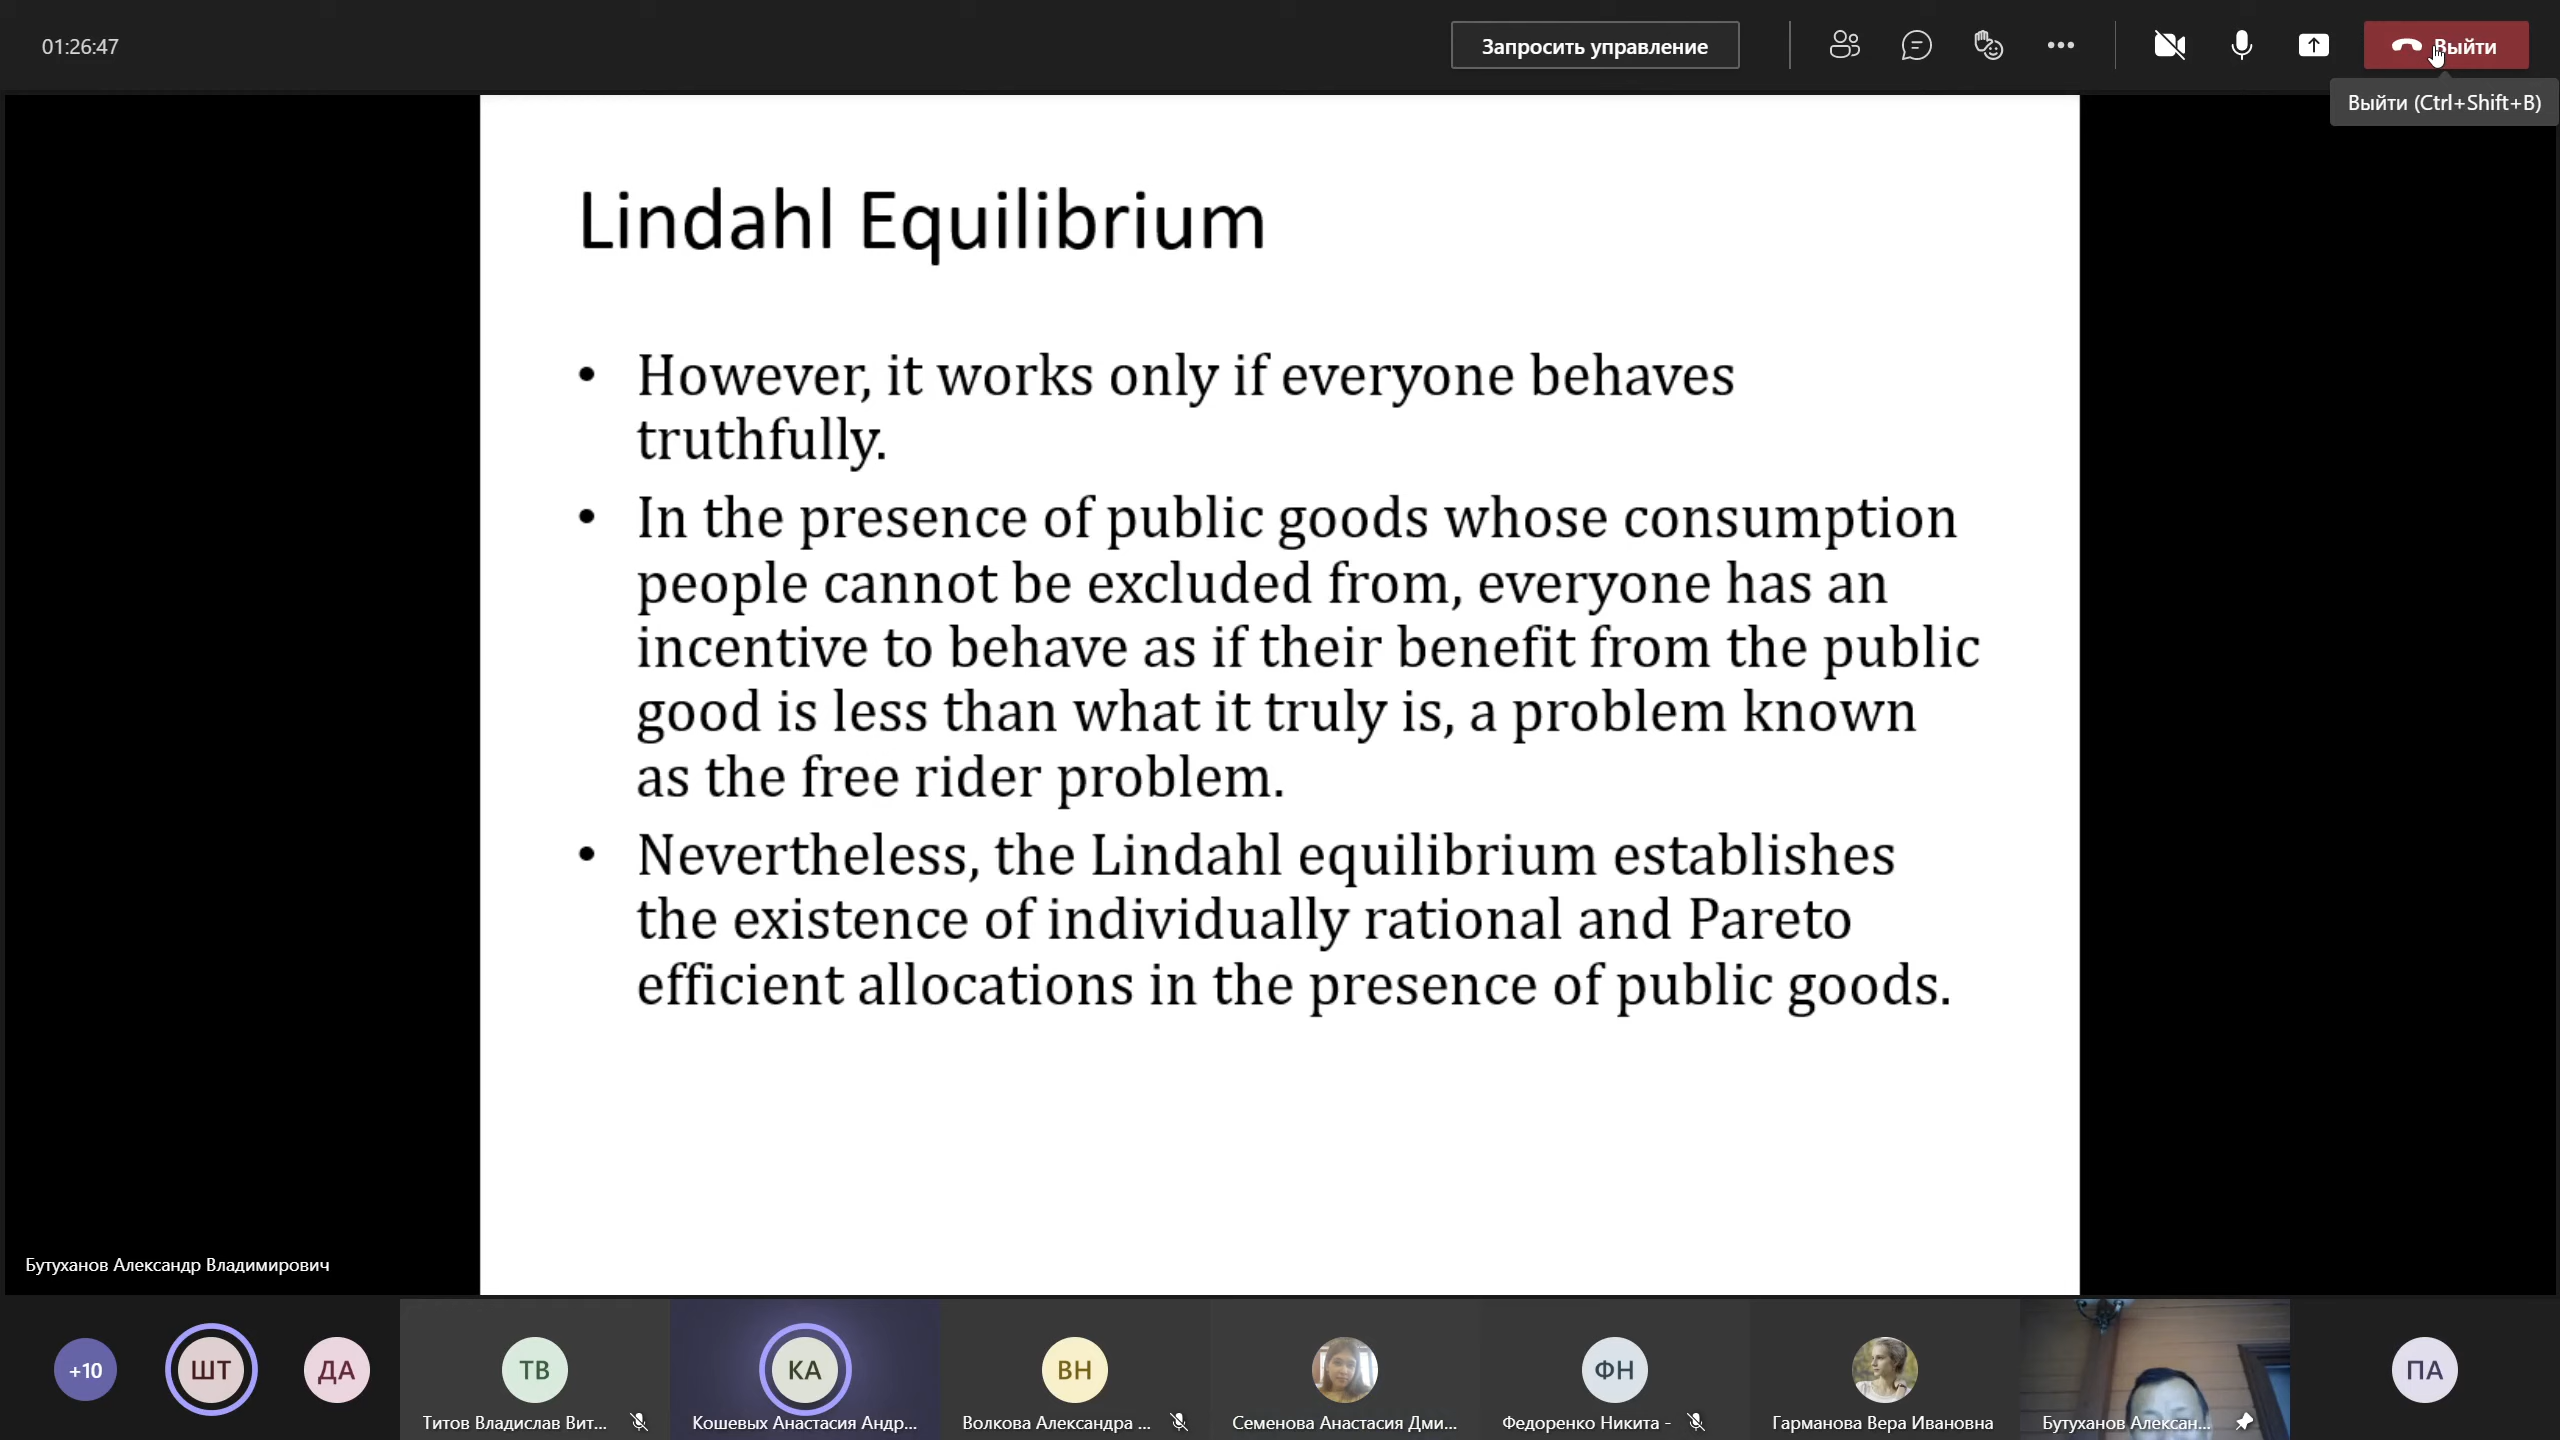 01:26:47
Запросить управление
Выйти
Выйти (Ctrl+Shift+B)
Lindahl Equilibrium
• However, it works only if everyone behaves
truthfully.
• In the presence of public goods whose consumption
people cannot be excluded from, everyone has an
incentive to behave as if their benefit from the public
good is less than what it truly is, a problem known
as the free rider problem.
• Nevertheless, the Lindahl equilibrium establishes
the existence of individually rational and Pareto
efficient allocations in the presence of public goods.
Бутуханов Александр Владимирович
+10
ШТ
ДА
ТВ
КА
ВН
ФН
ПА
Титов Владислав Вит...
Кошевых Анастасия Андр...
Волкова Александра ...
Семенова Анастасия Дми...
Федоренко Никита -
Гарманова Вера Ивановна
Бутуханов Алексан...